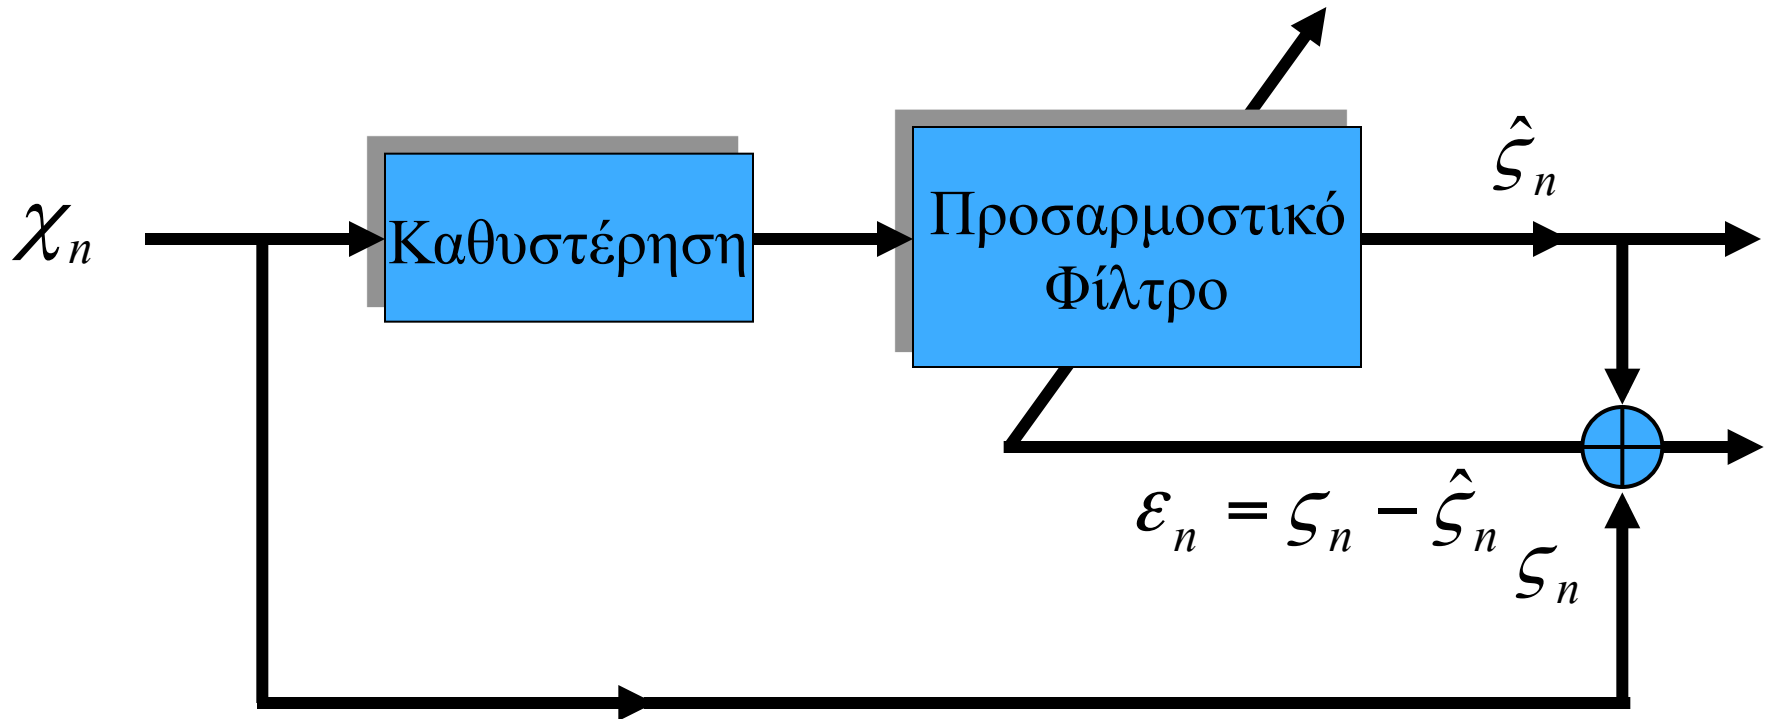 χₙ
Καθυστέρηση
Προσαρμοστικό
Φίλτρο
ς̂ₙ
εₙ = ςₙ − ς̂ₙ
ςₙ